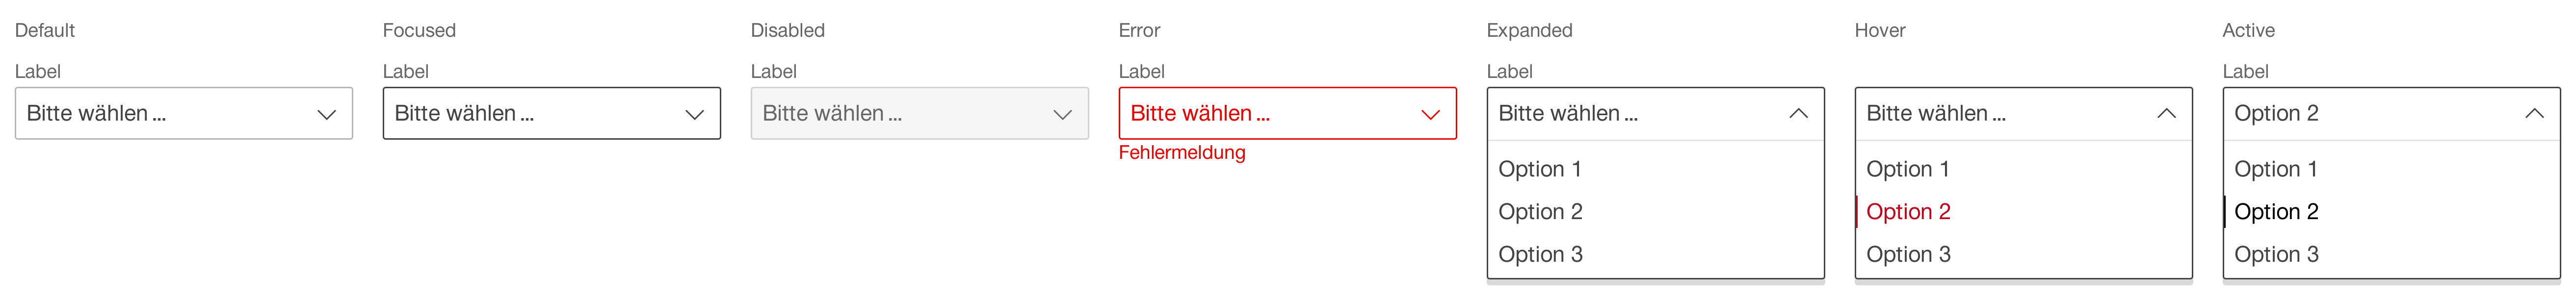 Default
Label
Bitte wählen ...
Focused
Label
Bitte wählen ...
Disabled
Label
Bitte wählen ...
Error
Label
Bitte wählen ...
Fehlermeldung
Expanded
Label
Bitte wählen ...
Option 1
Option 2
Option 3
Hover
Bitte wählen ...
Option 1
Option 2
Option 3
Active
Label
Option 2
Option 1
Option 2
Option 3